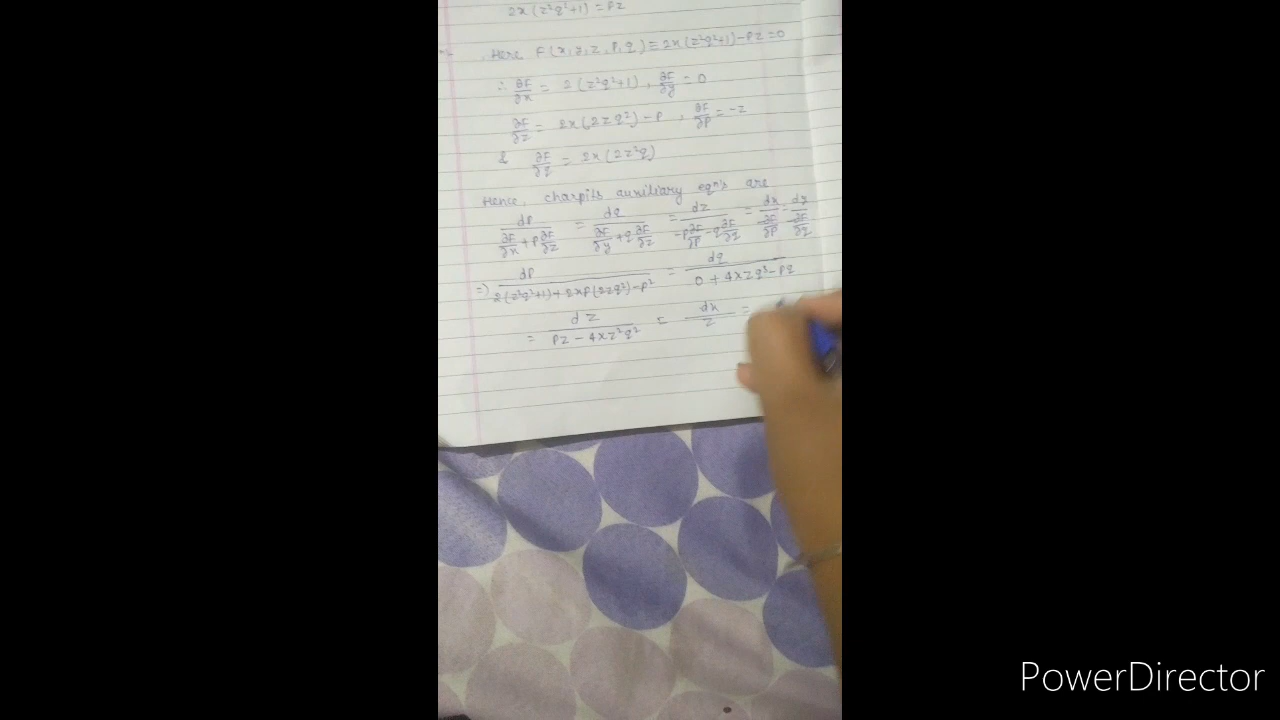 2x(z²q²+1) = pz
Here F(x,y,z,p,q) = 2x(z²q²+1)-pz=0
∴ ∂F/∂x = 2(z²q²+1), ∂F/∂y = 0
∂F/∂z = 2x(2zq²)-p, ∂F/∂p = -z
& ∂F/∂q = 2x(2z²q)
Hence, charpits auxiliary eqⁿs are
dp/(∂F/∂x + p ∂F/∂z) = dq/(∂F/∂y + q ∂F/∂z) = dz/(-p ∂F/∂p - q ∂F/∂q) = dx/(-∂F/∂p) = dy/(-∂F/∂q)
=) dp/(2(z²q²+1)+2xp(2zq²)-p²) = dq/(0+4xzq³-pq)
= dz/(pz-4xz²q²) = dx/z =
PowerDirector